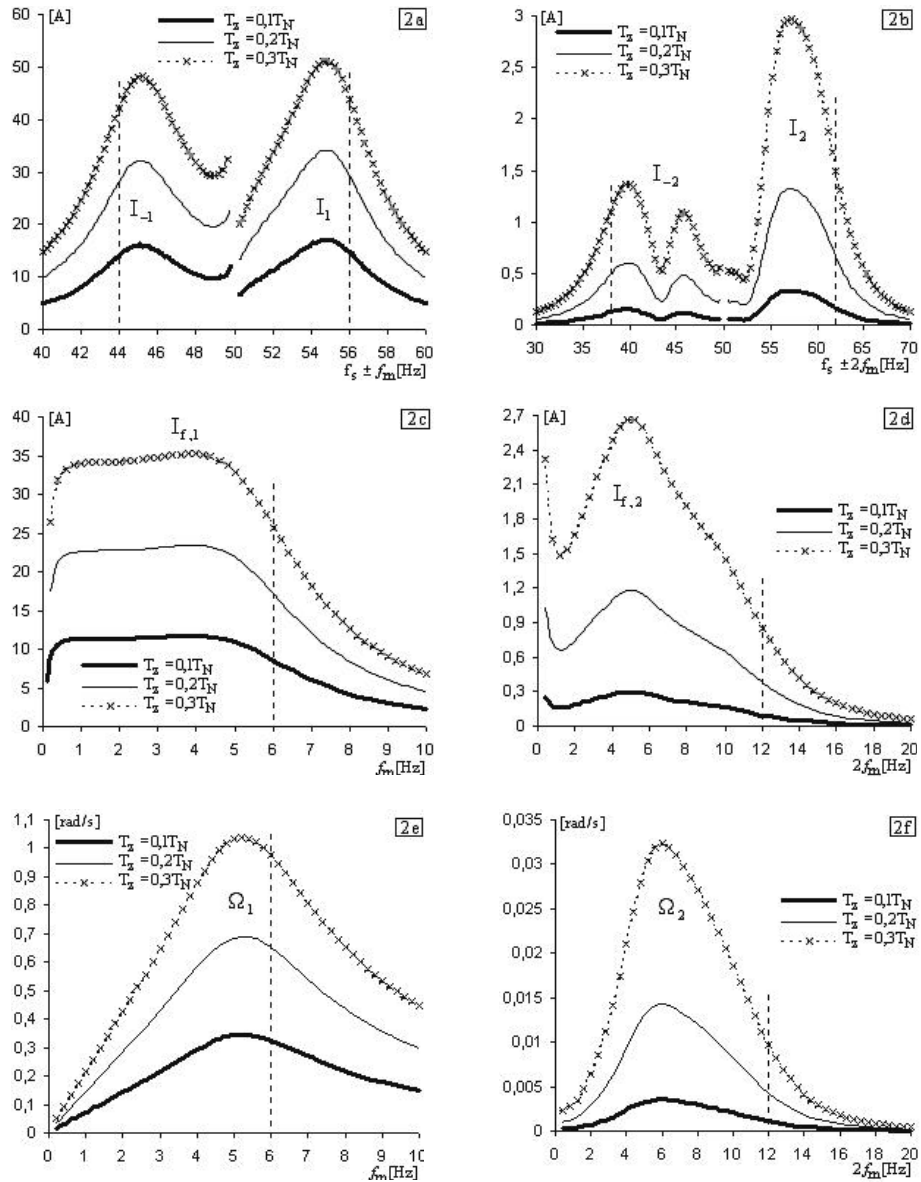 [A] 2a
T_z = 0,1T_N
T_z = 0,2T_N
T_z = 0,3T_N
60
50
40
30
20
10
0
I_-1 I_1
40 42 44 46 48 50 52 54 56 58 60
f_s ± f_m[Hz]
[A] 2b
T_z = 0,1T_N
T_z = 0,2T_N
T_z = 0,3T_N
3
2,5
2
1,5
1
0,5
0
I_-2 I_2
30 35 40 45 50 55 60 65 70
f_s ± 2f_m[Hz]
[A] 2c
I_f,1
40
35
30
25
20
15
10
5
0
T_z = 0,1T_N
T_z = 0,2T_N
T_z = 0,3T_N
0 1 2 3 4 5 6 7 8 9 10
f_m[Hz]
[A] 2d
I_f,2
2,7
2,4
2,1
1,8
1,5
1,2
0,9
0,6
0,3
0
T_z = 0,1T_N
T_z = 0,2T_N
T_z = 0,3T_N
0 2 4 6 8 10 12 14 16 18 20
2f_m[Hz]
[rad/s] 2e
T_z = 0,1T_N
T_z = 0,2T_N
T_z = 0,3T_N
1,1
1
0,9
0,8
0,7
0,6
0,5
0,4
0,3
0,2
0,1
0
Ω_1
0 1 2 3 4 5 6 7 8 9 10
f_m[Hz]
[rad/s] 2f
0,035
0,03
0,025
0,02
0,015
0,01
0,005
0
Ω_2
T_z = 0,1T_N
T_z = 0,2T_N
T_z = 0,3T_N
0 2 4 6 8 10 12 14 16 18 20
2f_m[Hz]